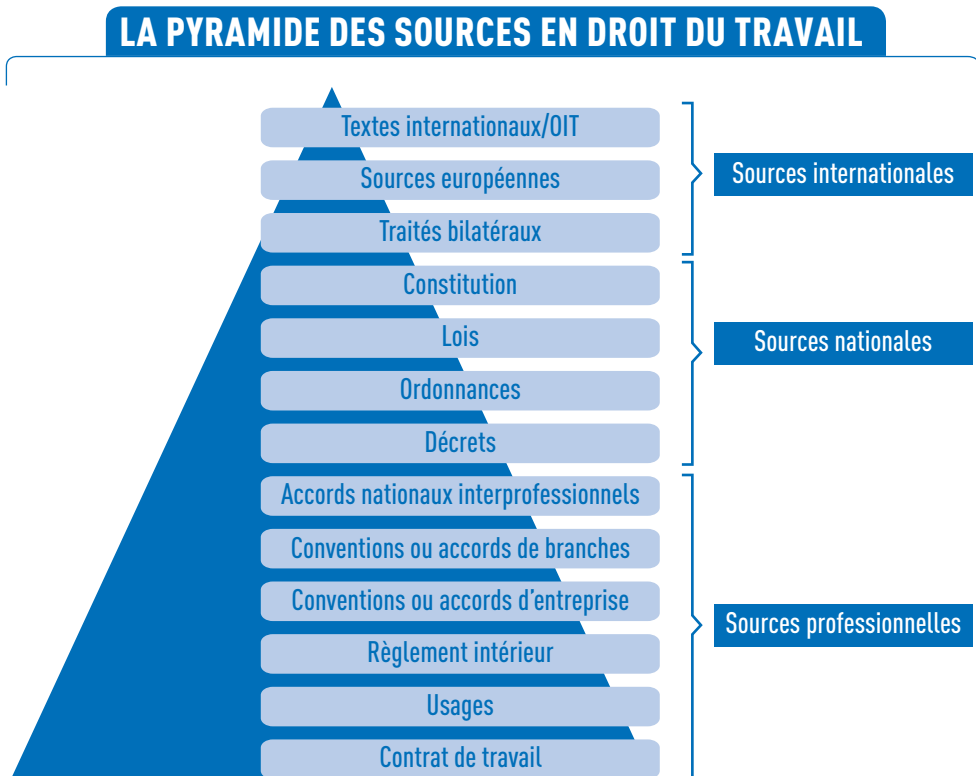 LA PYRAMIDE DES SOURCES EN DROIT DU TRAVAIL
Textes internationaux/OIT
Sources européennes
Traités bilatéraux
Sources internationales
Constitution
Lois
Ordonnances
Décrets
Sources nationales
Accords nationaux interprofessionnels
Conventions ou accords de branches
Conventions ou accords d'entreprise
Règlement intérieur
Usages
Contrat de travail
Sources professionnelles